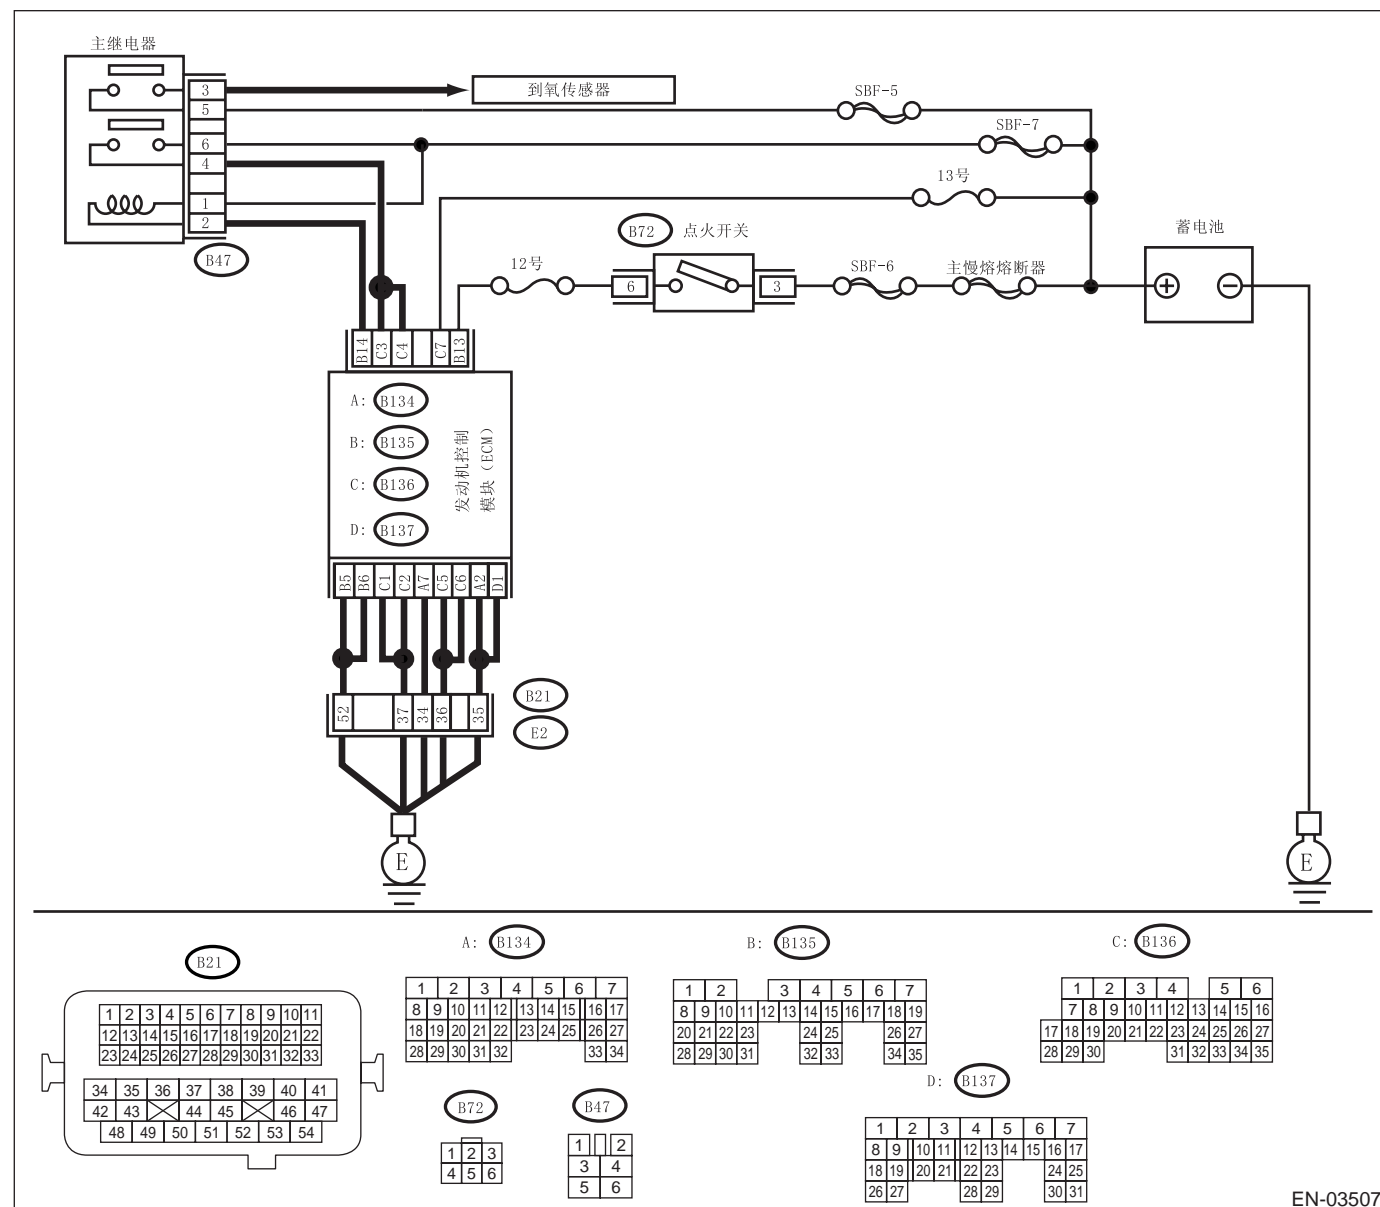 主继电器
3
到氧传感器
SBF-5
5
SBF-7
6
4
13号
1
2
B47
B72 点火开关
蓄电池
12号
SBF-6
主慢熔熔断器
6
3
+ −
B14 C3 C4 C7 B13
A: B134
B: B135
C: B136
D: B137
发动机控制
模块（ECM）
B5 B6 C1 C2 A7 C5 C6 A2 D1
52 37 34 36 35
B21
E2
E
E
B21
1 2 3 4 5 6 7 8 9 10 11
12 13 14 15 16 17 18 19 20 21 22
23 24 25 26 27 28 29 30 31 32 33
34 35 36 37 38 39 40 41
42 43 44 45 46 47
48 49 50 51 52 53 54
A: B134
1 2 3 4 5 6 7
8 9 10 11 12 13 14 15 16 17
18 19 20 21 22 23 24 25 26 27
28 29 30 31 32 33 34
B: B135
1 2 3 4 5 6 7
8 9 10 11 12 13 14 15 16 17 18 19
20 21 22 23 24 25 26 27
28 29 30 31 32 33 34 35
C: B136
1 2 3 4 5 6
7 8 9 10 11 12 13 14 15 16
17 18 19 20 21 22 23 24 25 26 27
28 29 30 31 32 33 34 35
B72
1 2 3
4 5 6
B47
1 2
3 4
5 6
D: B137
1 2 3 4 5 6 7
8 9 10 11 12 13 14 15 16 17
18 19 20 21 22 23 24 25
26 27 28 29 30 31
EN-03507